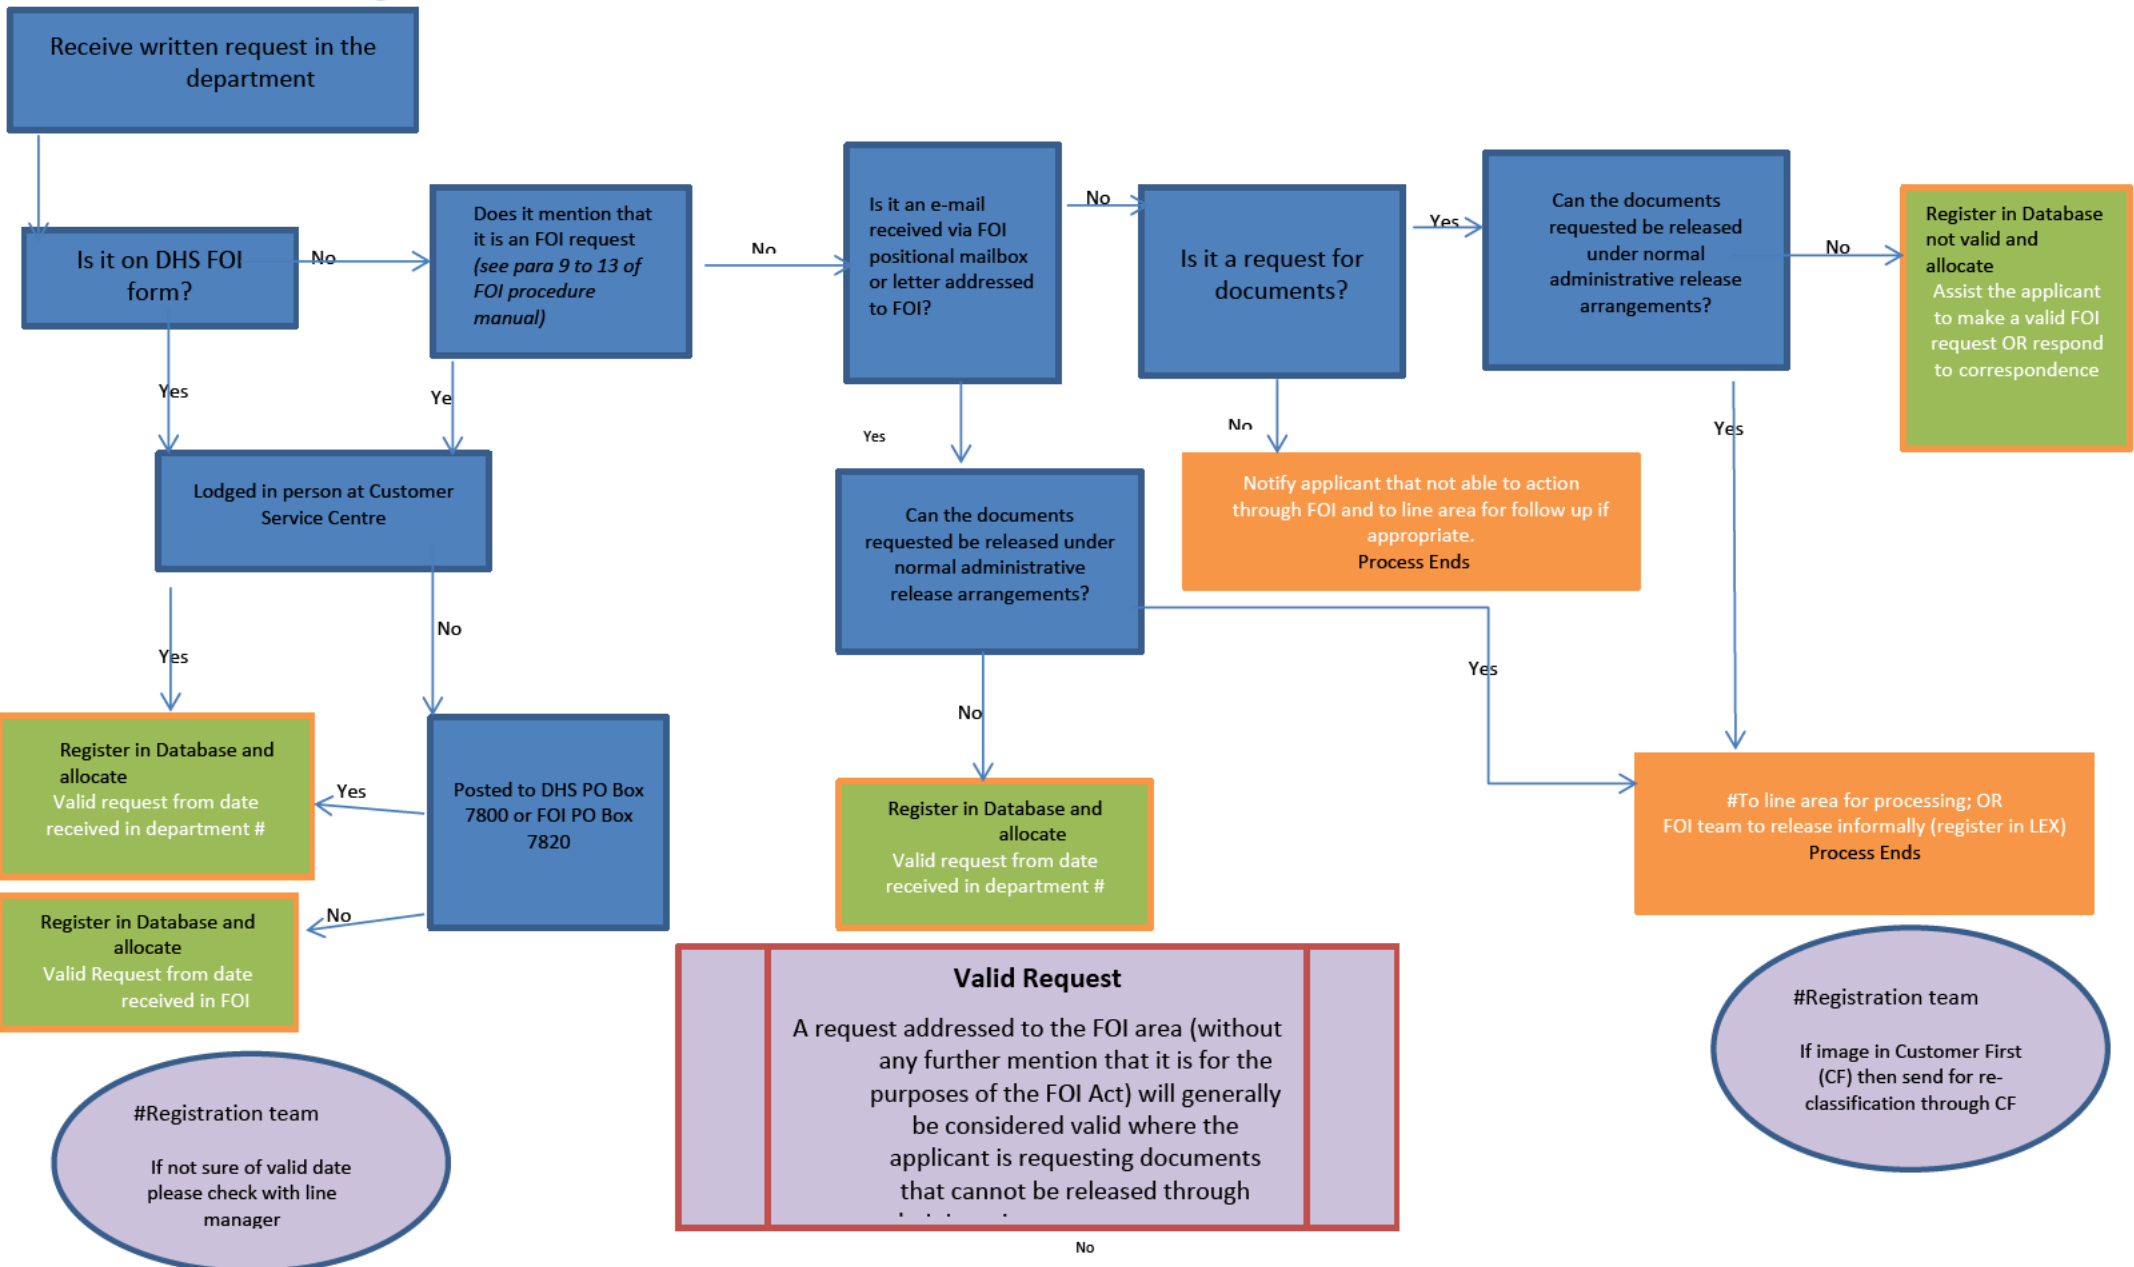 Receive written request in the
department
Is it on DHS FOI
form?
No
Does it mention that
it is an FOI request
(see para 9 to 13 of
FOI procedure
manual)
No
Is it an e-mail
received via FOI
positional mailbox
or letter addressed
to FOI?
No
Is it a request for
documents?
Yes
Can the documents
requested be released
under normal
administrative release
arrangements?
No
Register in Database
not valid and
allocate
Assist the applicant
to make a valid FOI
request OR respond
to correspondence
Yes
Ye
Yes
No
Yes
Lodged in person at Customer
Service Centre
Can the documents
requested be released under
normal administrative
release arrangements?
Notify applicant that not able to action
through FOI and to line area for follow up if
appropriate.
Process Ends
Yes
No
No
Yes
Register in Database and
allocate
Valid request from date
received in department #
Yes
Posted to DHS PO Box
7800 or FOI PO Box
7820
Register in Database and
allocate
Valid request from date
received in department #
#To line area for processing; OR
FOI team to release informally (register in LEX)
Process Ends
Register in Database and
allocate
Valid Request from date
received in FOI
No
Valid Request
A request addressed to the FOI area (without
any further mention that it is for the
purposes of the FOI Act) will generally
be considered valid where the
applicant is requesting documents
that cannot be released through
#Registration team
If image in Customer First
(CF) then send for re-
classification through CF
#Registration team
If not sure of valid date
please check with line
manager
No